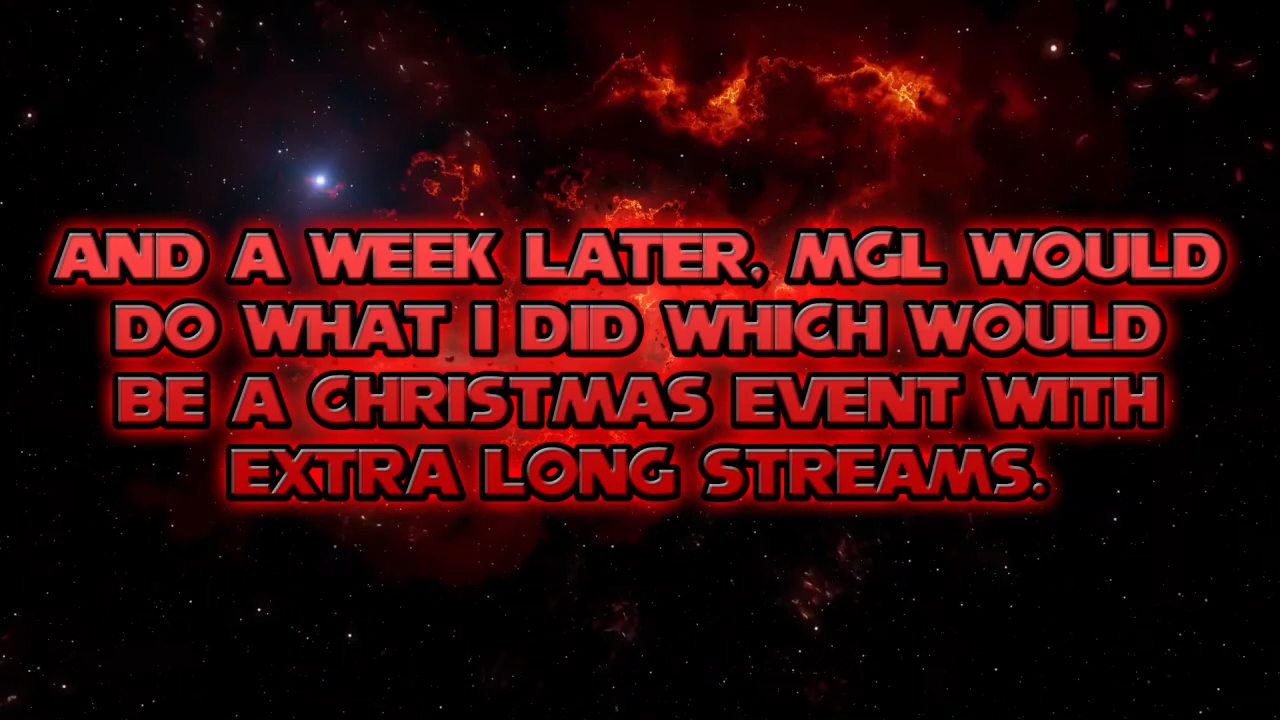 AND A WEEK LATER, MGL WOULD
DO WHAT I DID WHICH WOULD
BE A CHRISTMAS EVENT WITH
EXTRA LONG STREAMS.